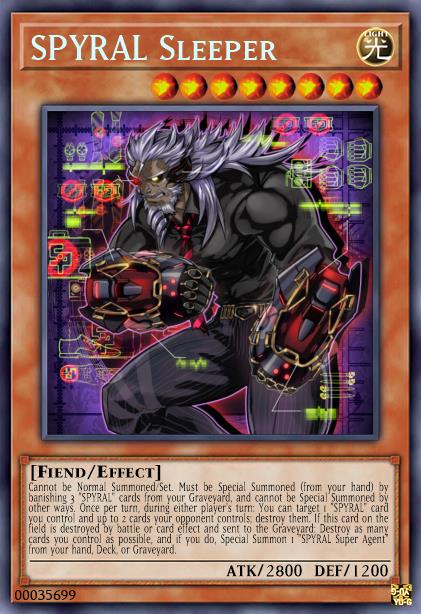 SPYRAL SLEEPER
LIGHT
光
[FIEND/EFFECT]
Cannot be Normal Summoned/Set. Must be Special Summoned (from your hand) by
banishing 3 "SPYRAL" cards from your Graveyard, and cannot be Special Summoned by
other ways. Once per turn, during either player's turn: You can target 1 "SPYRAL" card
you control and up to 2 cards your opponent controls; destroy them. If this card on the
field is destroyed by battle or card effect and sent to the Graveyard: Destroy as many
cards you control as possible, and if you do, Special Summon 1 "SPYRAL Super Agent"
from your hand, Deck, or Graveyard.
ATK/2800 DEF/1200
00035699